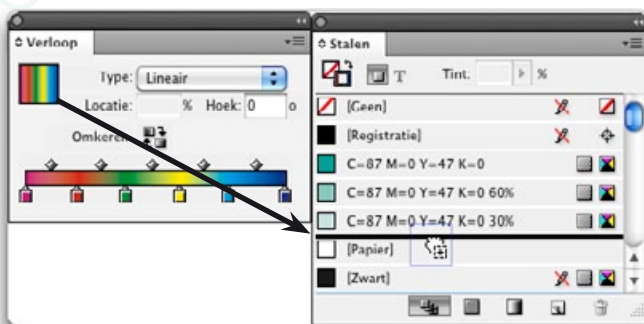 Verloop
Type: Lineair
Locatie: % Hoek: 0 o
Omkeren
Stalen
T Tint: %
[Geen]
[Registratie]
C=87 M=0 Y=47 K=0
C=87 M=0 Y=47 K=0 60%
C=87 M=0 Y=47 K=0 30%
[Papier]
[Zwart]